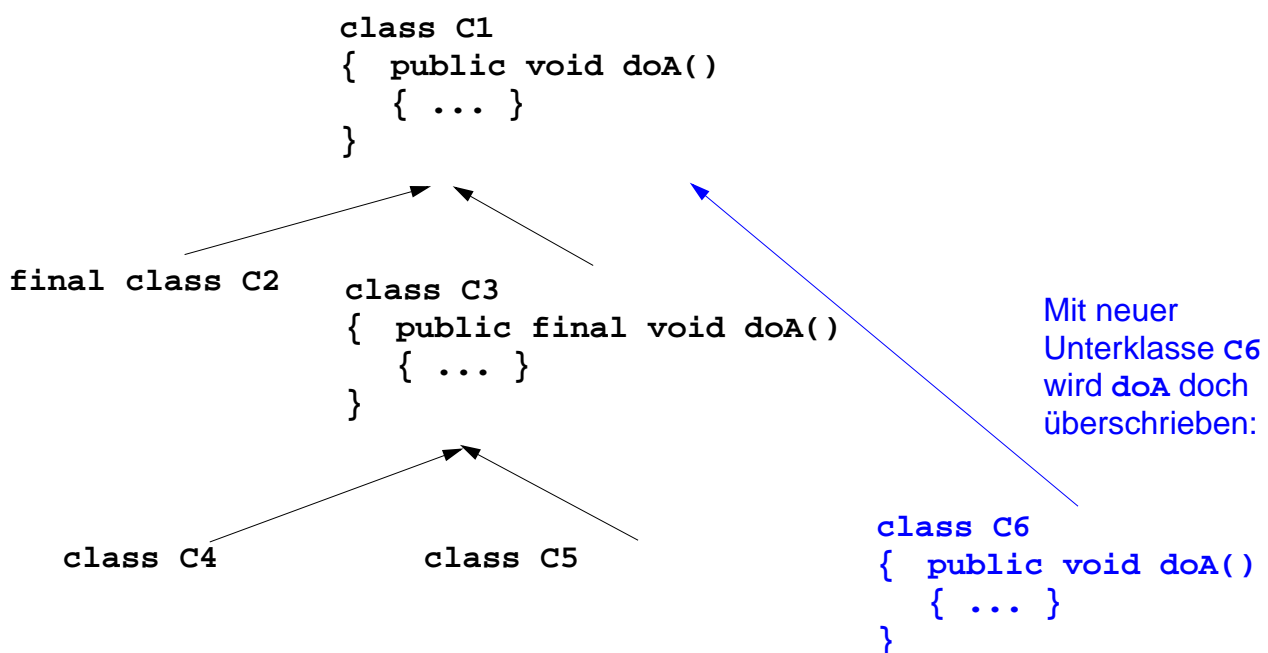 class C1
{ public void doA()
{ ... }
}
final class C2
class C3
{ public final void doA()
{ ... }
}
Mit neuer
Unterklasse C6
wird doA doch
überschrieben:
class C4
class C5
class C6
{ public void doA()
{ ... }
}